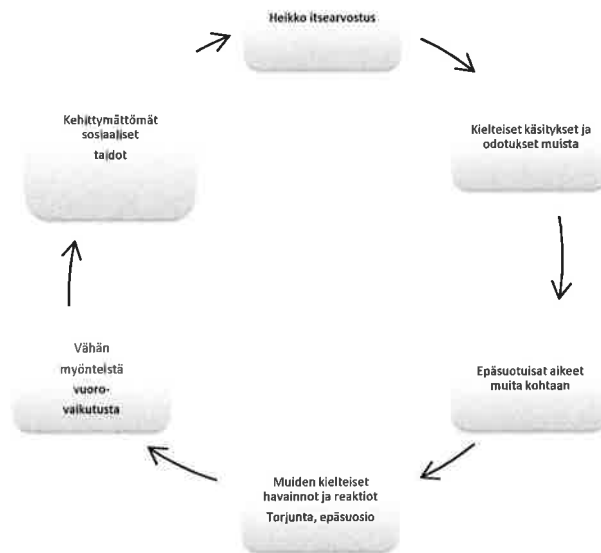 Heikko itsearvostus
Kielteiset käsitykset ja
odotukset muista
Epäsuotuisat aikeet
muita kohtaan
Muiden kielteiset
havainnot ja reaktiot
Torjunta, epäsuosio
Vähän
myönteistä
vuoro-
vaikutusta
Kehittymättömät
sosiaaliset
taidot